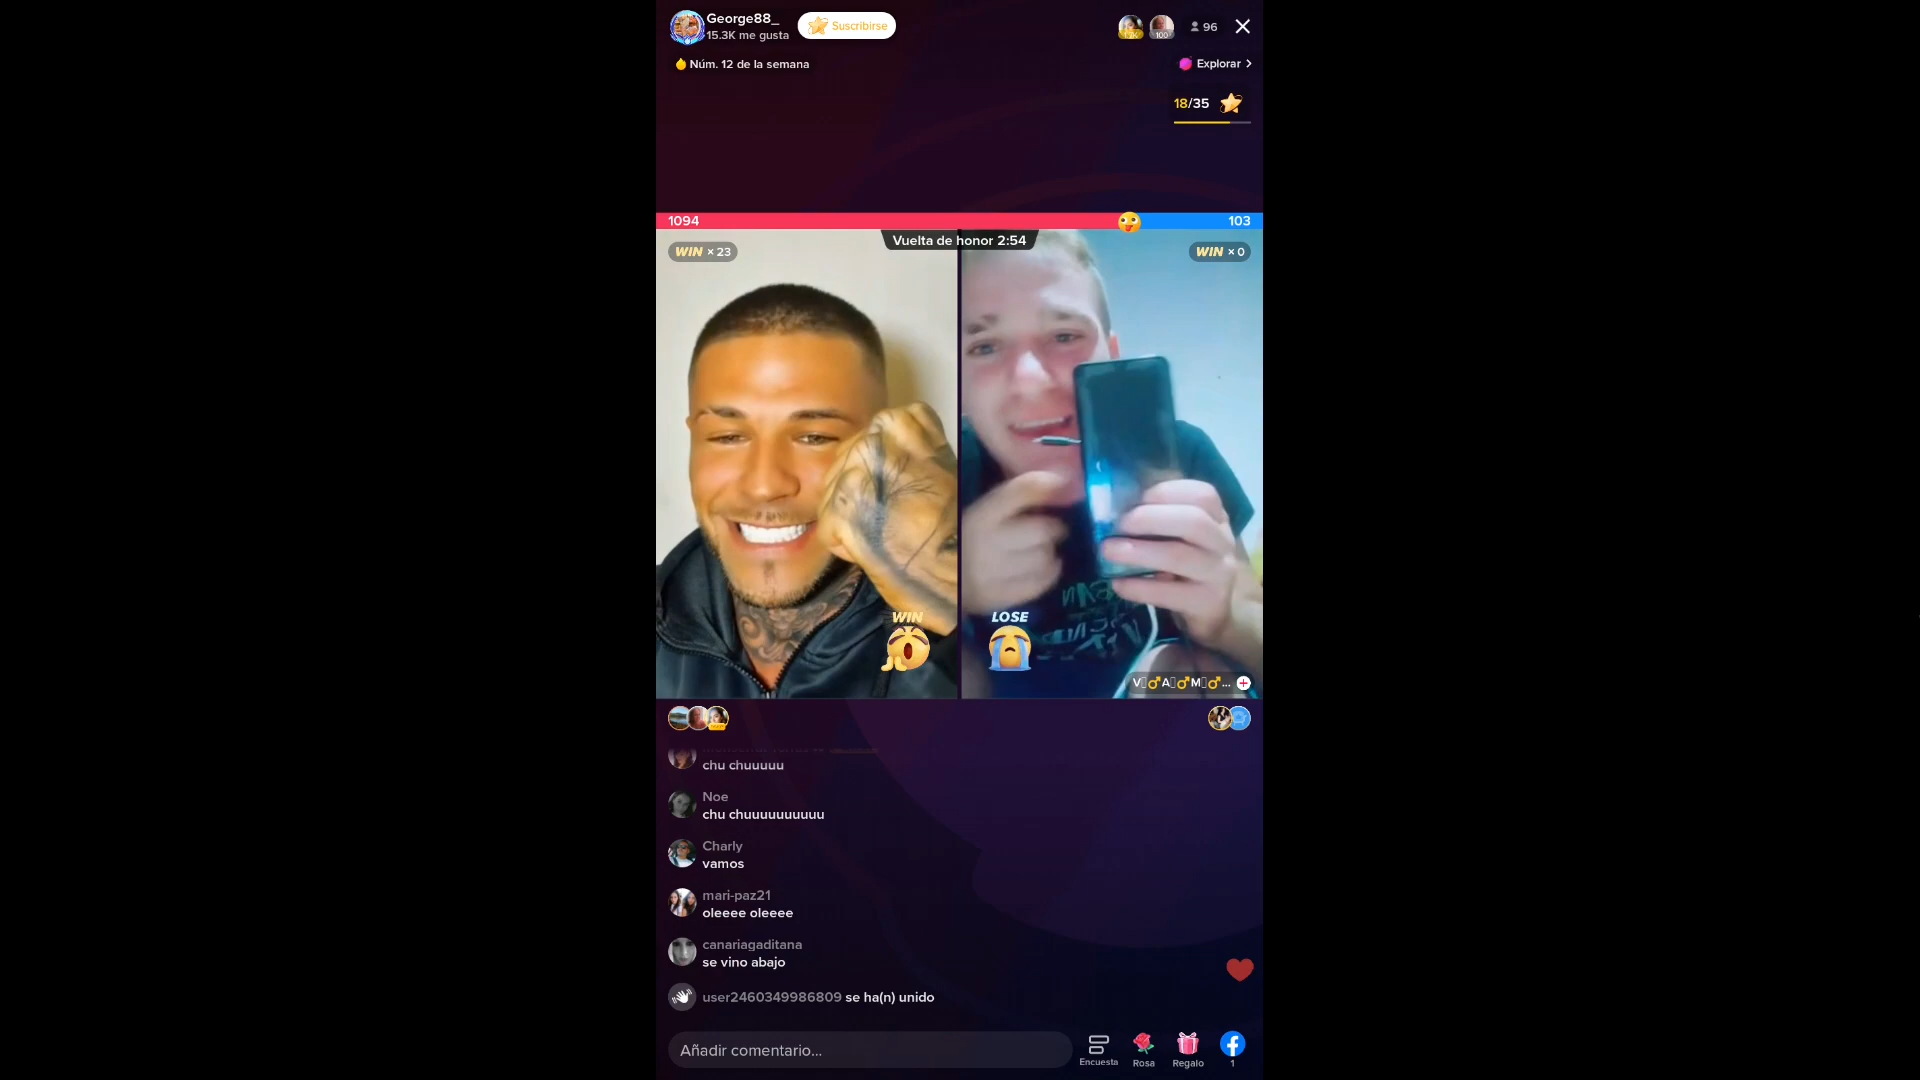 George88_
15.3K me gusta
Suscribirse
100
96
Núm. 12 de la semana
Explorar
18/35
1094
103
Vuelta de honor 2:54
WIN × 23
WIN × 0
WIN
LOSE
chu chuuuuu
Noe
chu chuuuuuuuuuu
Charly
vamos
mari-paz21
oleeee oleeee
canariagaditana
se vino abajo
user2460349986809 se ha(n) unido
Añadir comentario...
Encuesta
Rosa
Regalo
1